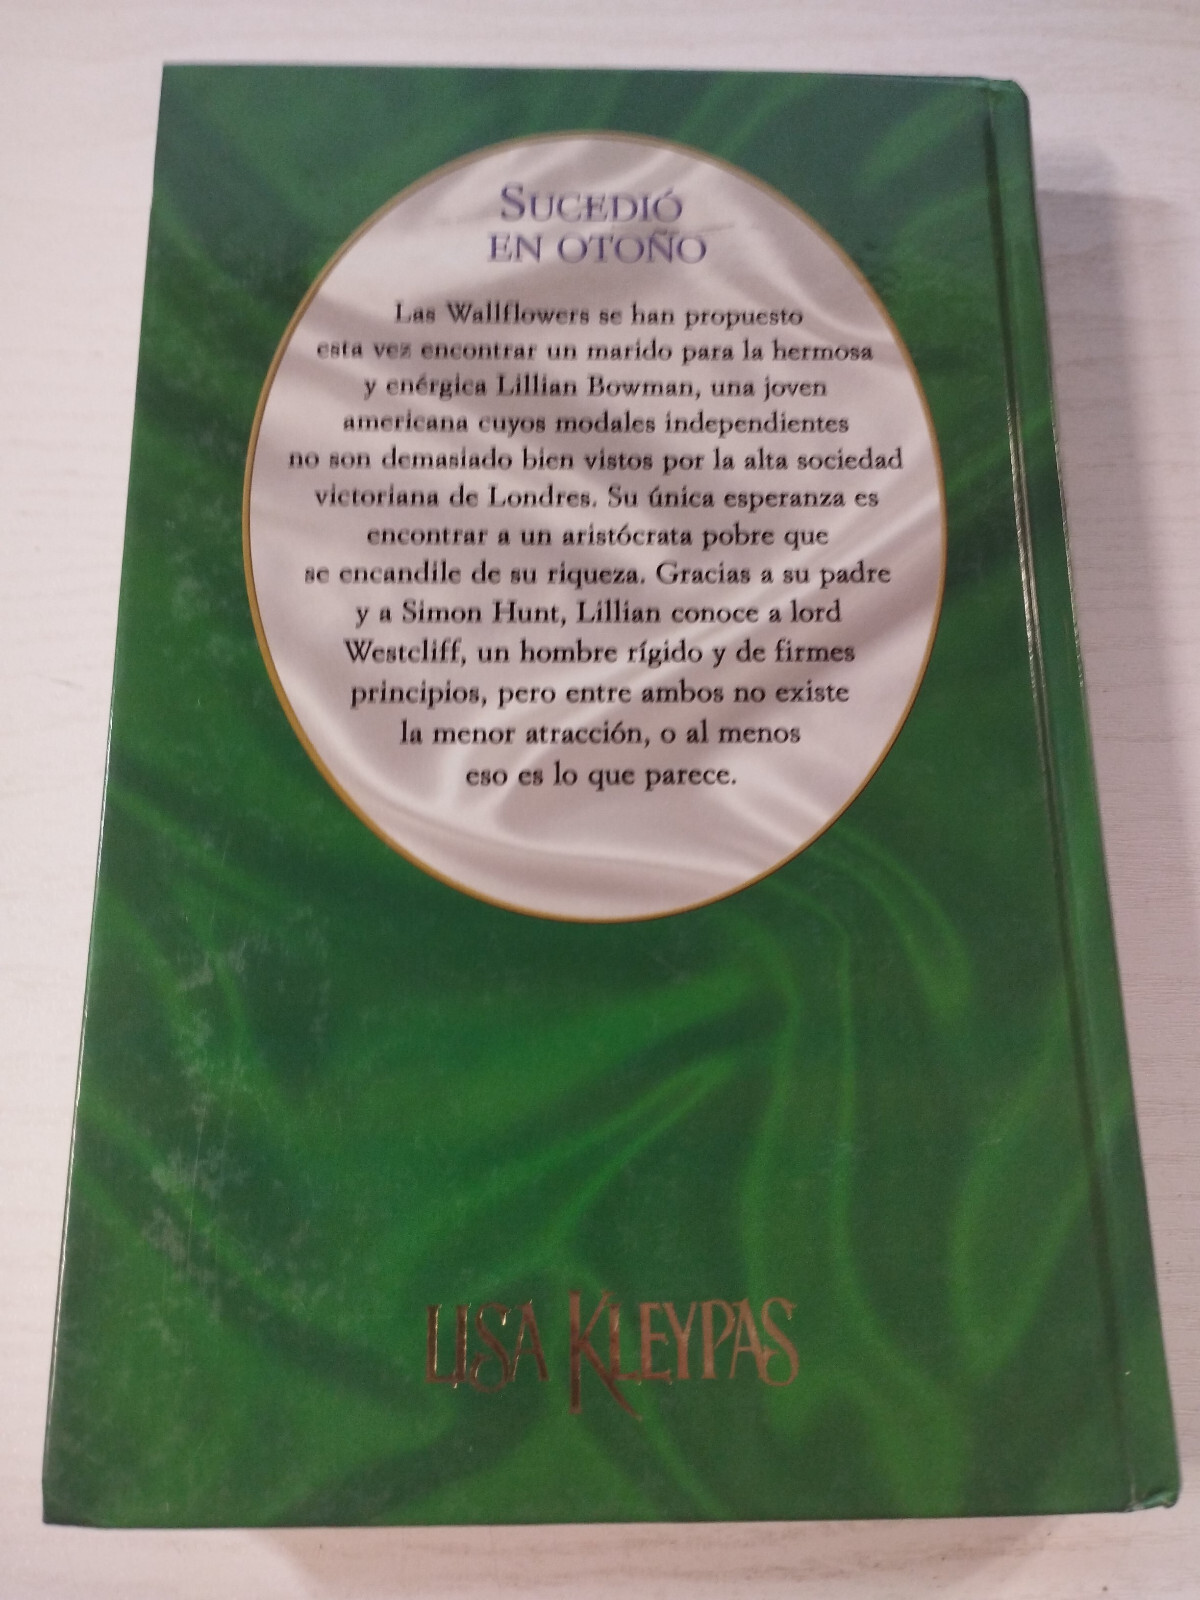 SUCEDIÓ
EN OTOÑO
Las Wallflowers se han propuesto
esta vez encontrar un marido para la hermosa
y enérgica Lillian Bowman, una joven
americana cuyos modales independientes
no son demasiado bien vistos por la alta sociedad
victoriana de Londres. Su única esperanza es
encontrar a un aristócrata pobre que
se encandile de su riqueza. Gracias a su padre
y a Simon Hunt, Lillian conoce a lord
Westcliff, un hombre rígido y de firmes
principios, pero entre ambos no existe
la menor atracción, o al menos
eso es lo que parece.
LISA KLEYPAS